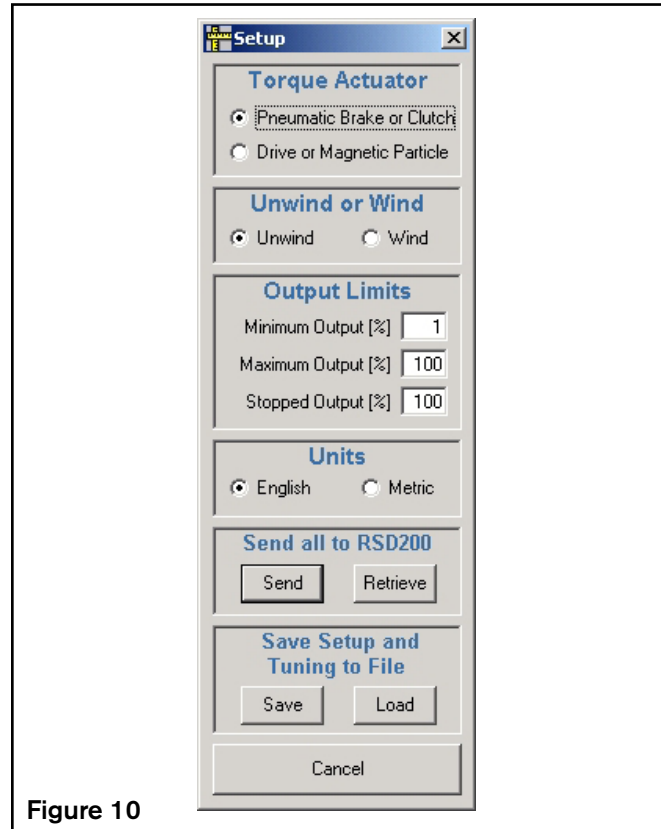 Setup
Torque Actuator
Pneumatic Brake or Clutch
Drive or Magnetic Particle
Unwind or Wind
Unwind Wind
Output Limits
Minimum Output [%] 1
Maximum Output [%] 100
Stopped Output [%] 100
Units
English Metric
Send all to RSD200
Send Retrieve
Save Setup and
Tuning to File
Save Load
Cancel
Figure 10